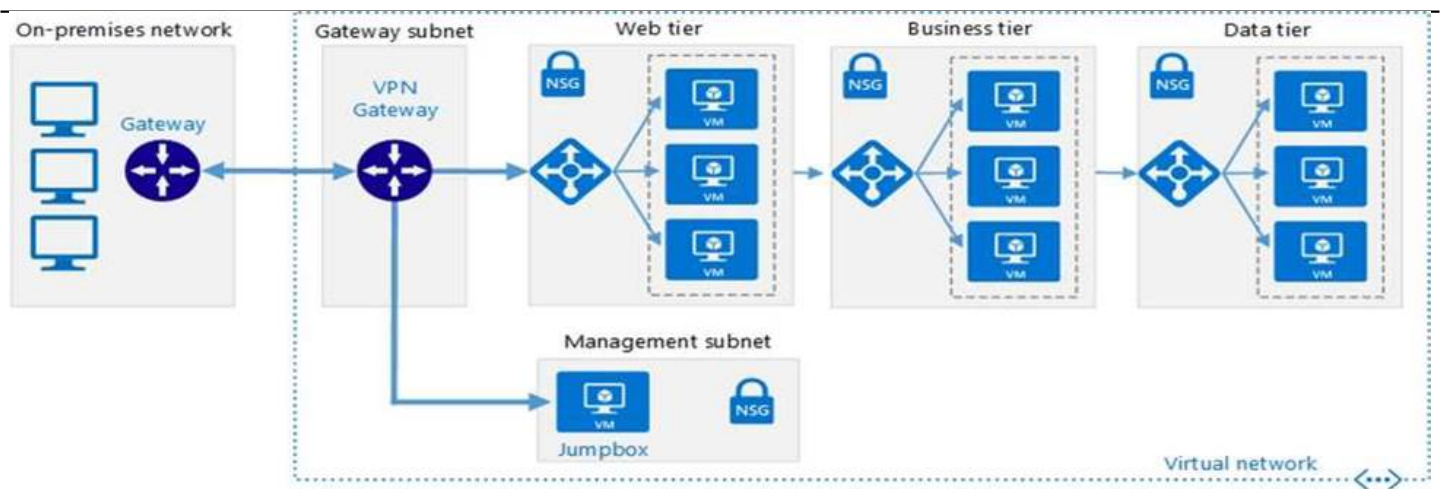 On-premises network
Gateway subnet
Web tier
Business tier
Data tier
VPN
Gateway
Gateway
NSG
VM
VM
VM
NSG
VM
VM
VM
NSG
VM
VM
VM
Management subnet
VM
NSG
Jumpbox
Virtual network